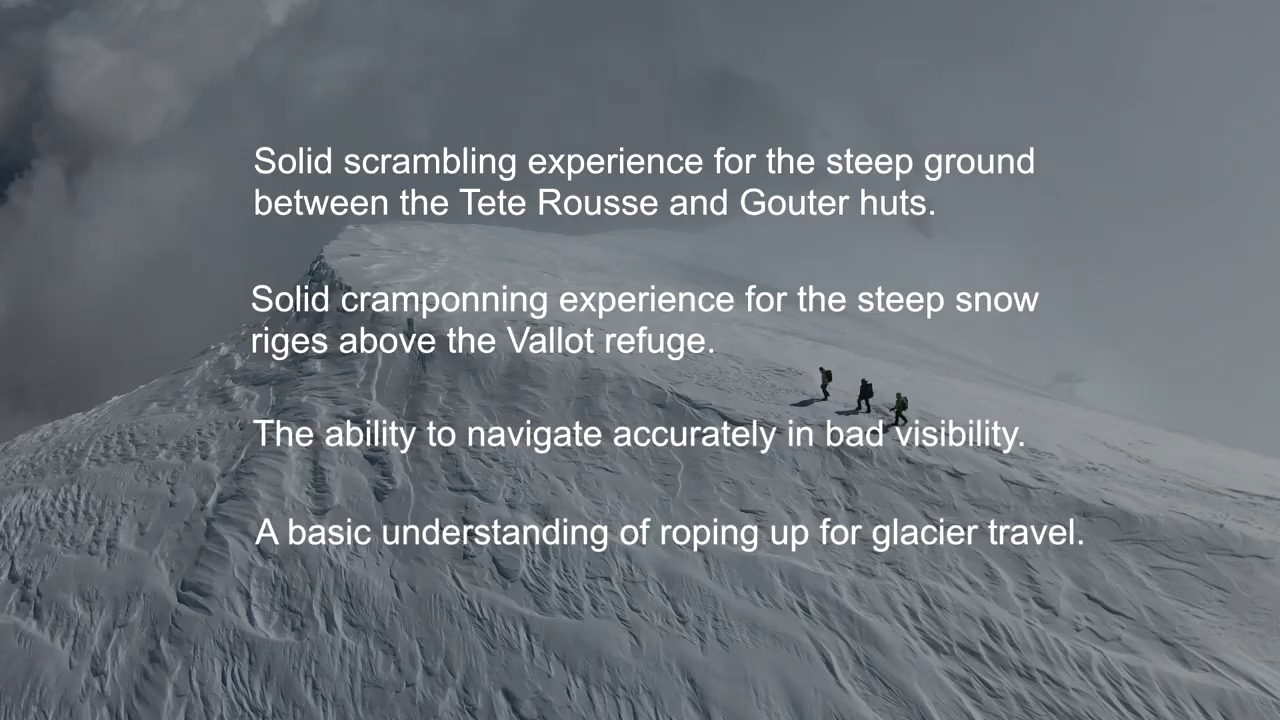 Solid scrambling experience for the steep ground
between the Tete Rousse and Gouter huts.
Solid cramponning experience for the steep snow
riges above the Vallot refuge.
The ability to navigate accurately in bad visibility.
A basic understanding of roping up for glacier travel.